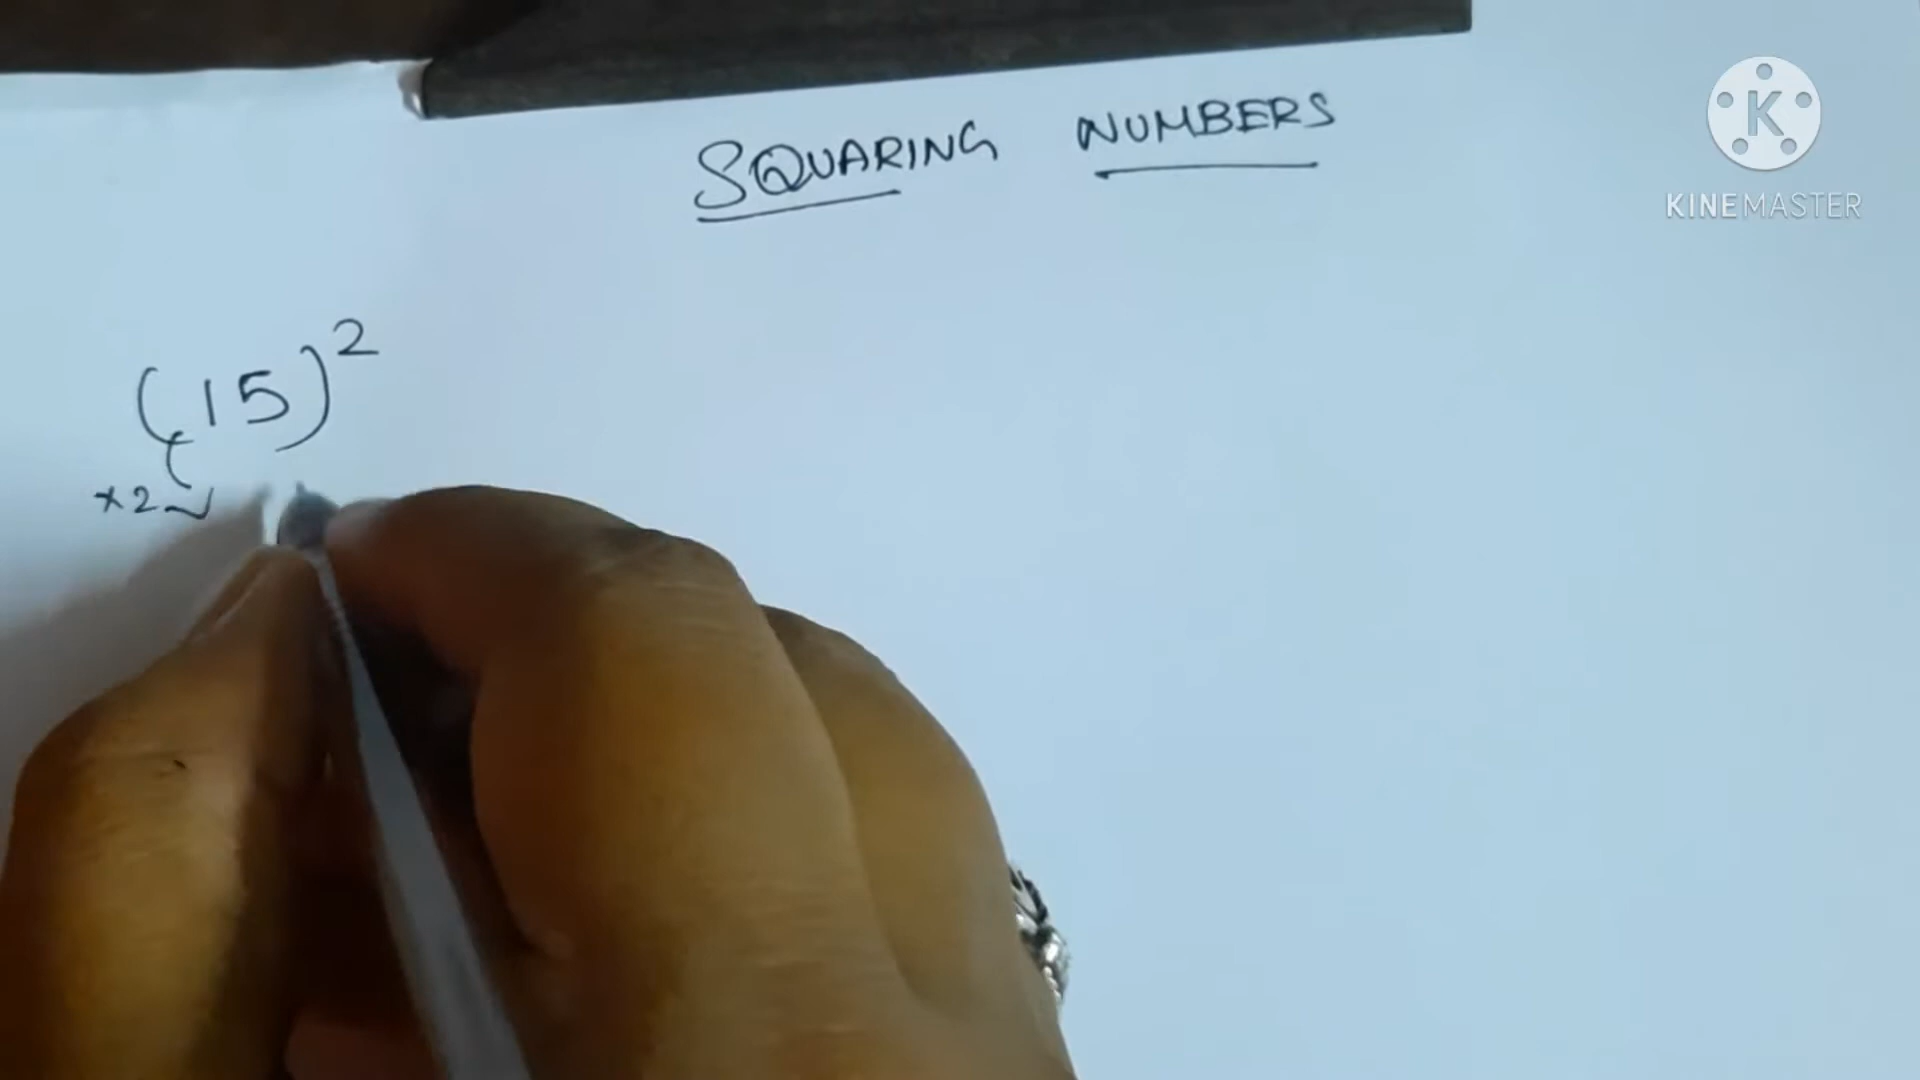 SQUARING NUMBERS
K
KINEMASTER
(15)²
×2